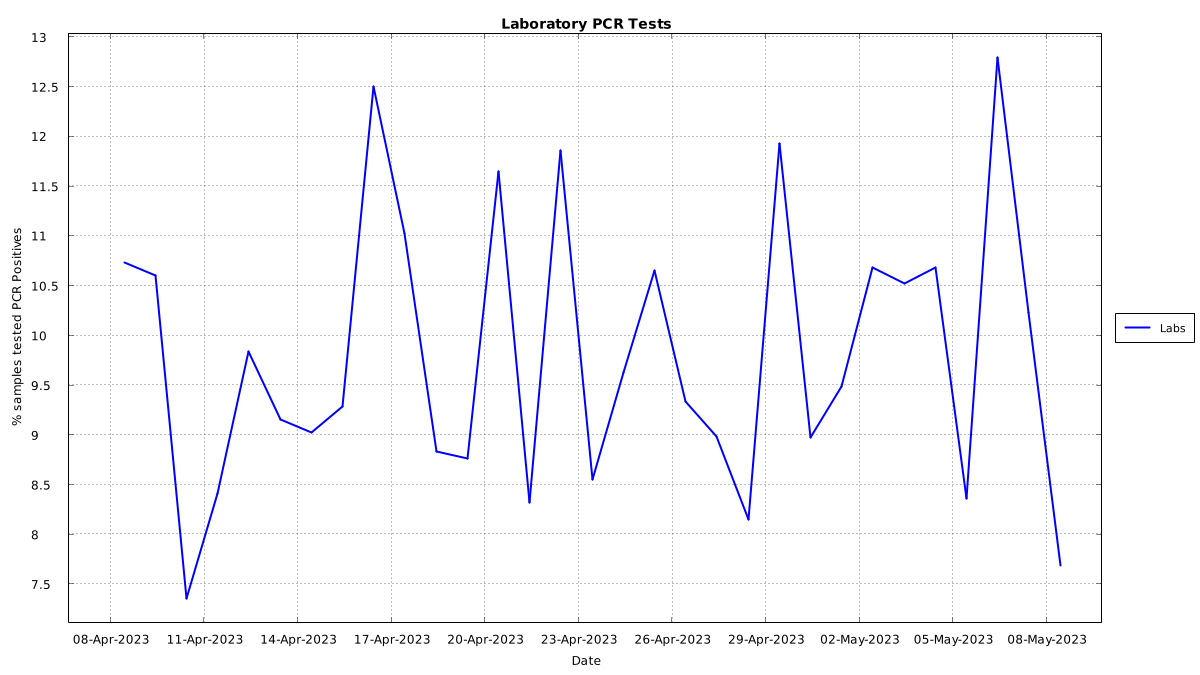 Laboratory PCR Tests
13
12.5
12
11.5
11
10.5
10
9.5
9
8.5
8
7.5
% samples tested PCR Positives
08-Apr-2023 11-Apr-2023 14-Apr-2023 17-Apr-2023 20-Apr-2023 23-Apr-2023 26-Apr-2023 29-Apr-2023 02-May-2023 05-May-2023 08-May-2023
Date
Labs